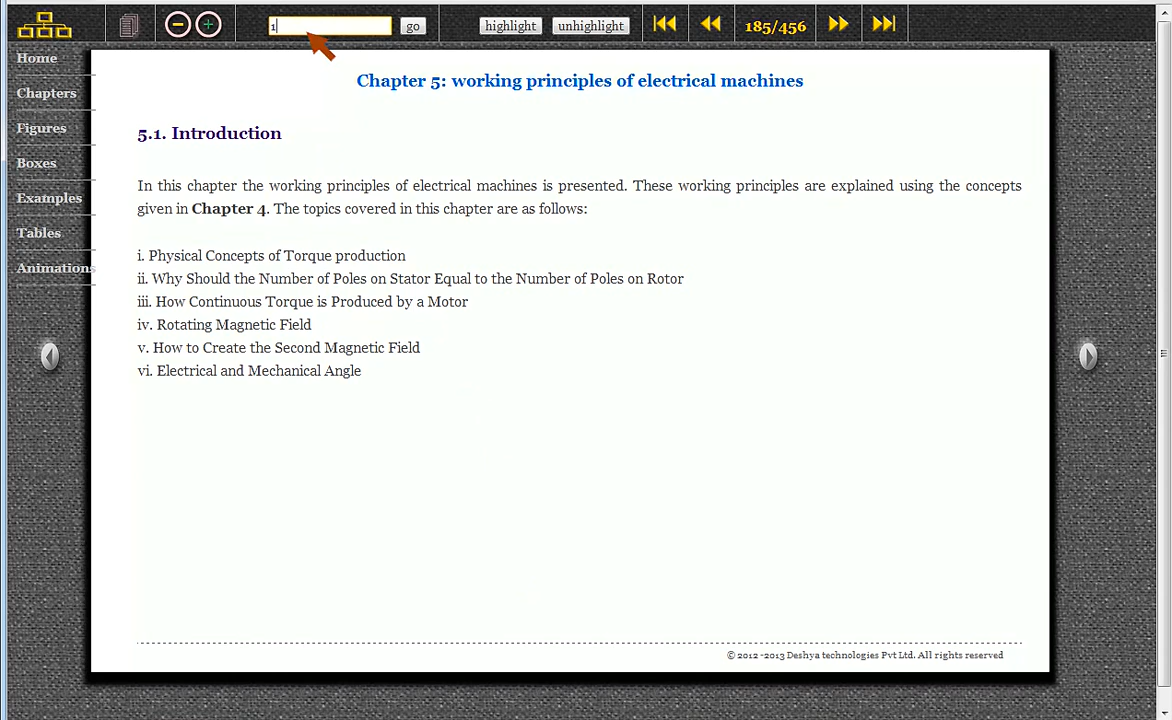 1
go
highlight
unhighlight
185/456
Home
Chapters
Figures
Boxes
Examples
Tables
Animations
Chapter 5: working principles of electrical machines
5.1. Introduction
In this chapter the working principles of electrical machines is presented. These working principles are explained using the concepts
given in Chapter 4. The topics covered in this chapter are as follows:
i. Physical Concepts of Torque production
ii. Why Should the Number of Poles on Stator Equal to the Number of Poles on Rotor
iii. How Continuous Torque is Produced by a Motor
iv. Rotating Magnetic Field
v. How to Create the Second Magnetic Field
vi. Electrical and Mechanical Angle
© 2012 -2013 Deshya technologies Pvt Ltd. All rights reserved